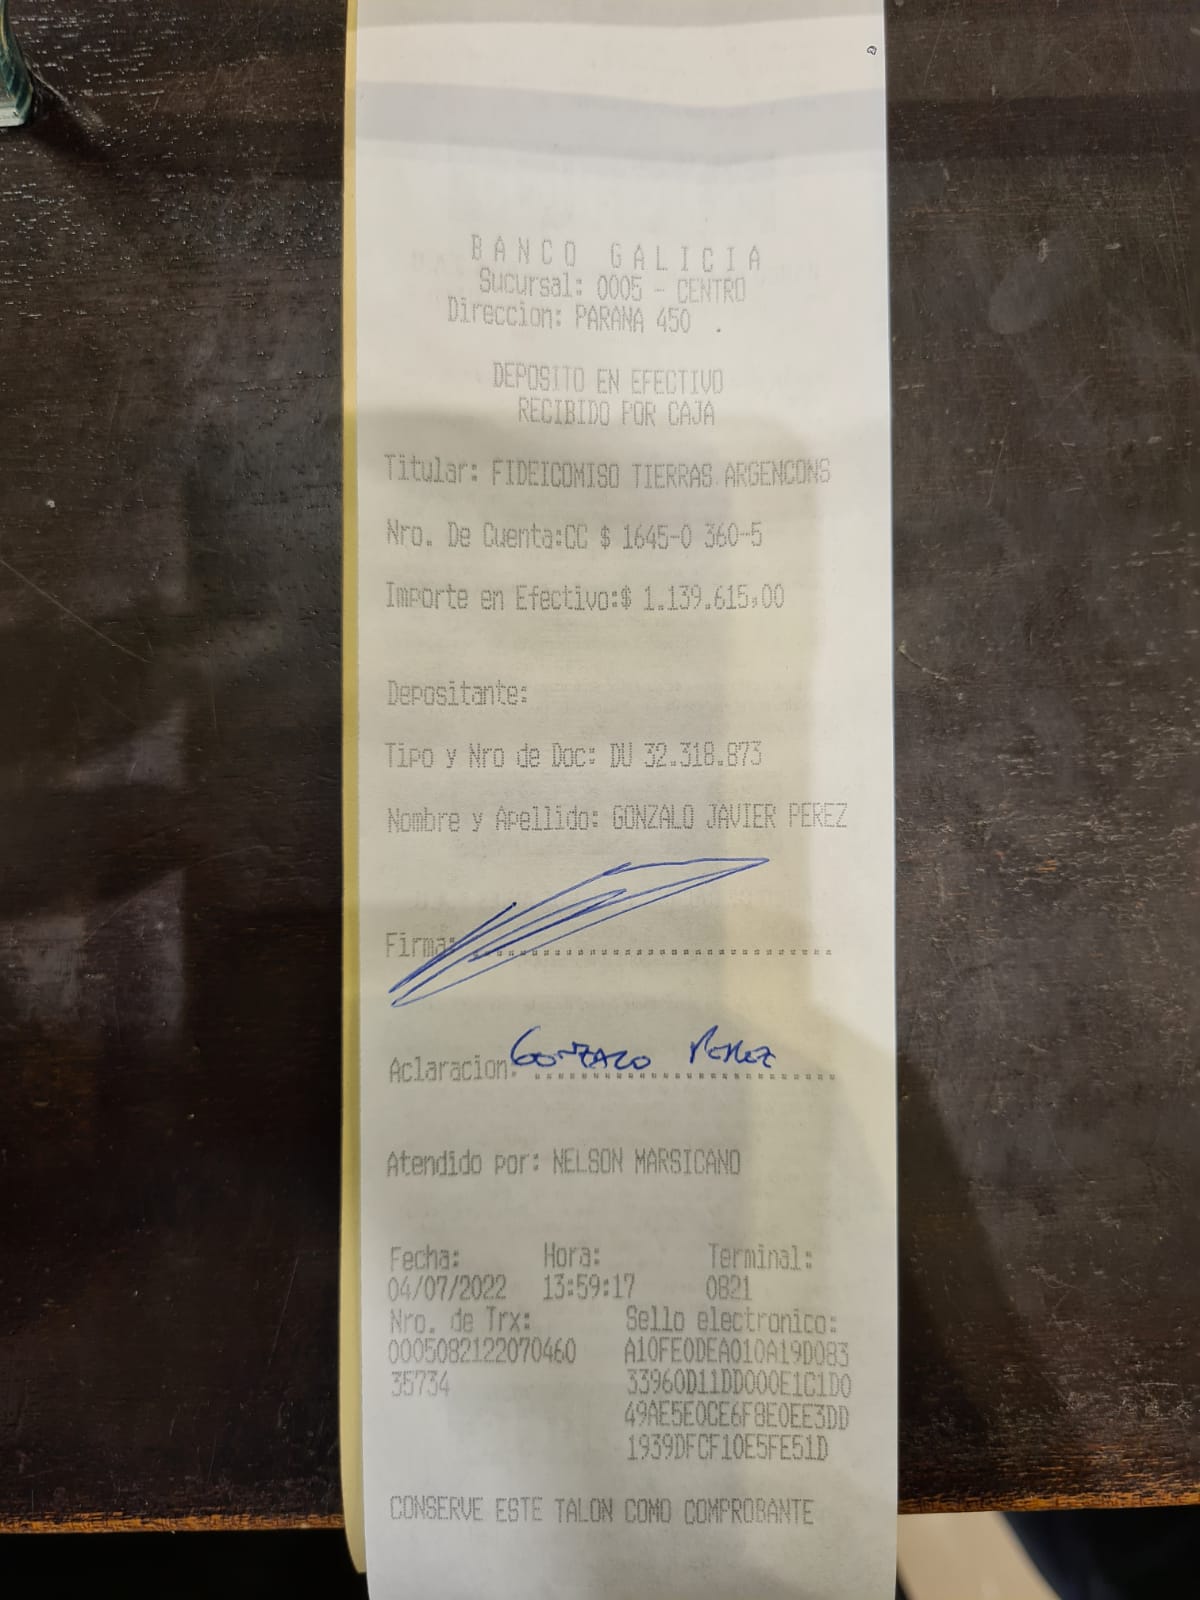 BANCO GALICIA
Sucursal: 0005 - CENTRO
Direccion: PARANA 450 .
DEPOSITO EN EFECTIVO
RECIBIDO POR CAJA
Titular: FIDEICOMISO TIERRAS ARGENCONS
Nro. De Cuenta:CC $ 1645-0 360-5
Importe en Efectivo:$ 1.139.615,00
Depositante:
Tipo y Nro de Doc: DU 32.318.873
Nombre y Apellido: GONZALO JAVIER PEREZ
Firma:
Aclaracion: GONZALO PEREZ
Atendido por: NELSON MARSICANO
Fecha: Hora: Terminal:
04/07/2022 13:59:17 0821
Nro. de Trx: Sello electronico:
0005082122070460 A10FE0DEA010A19D083
35734 33960D11DD000E1C1D0
49AE5E0CE6F8E0EE3DD
1939DFCF10E5FE51D
CONSERVE ESTE TALON COMO COMPROBANTE